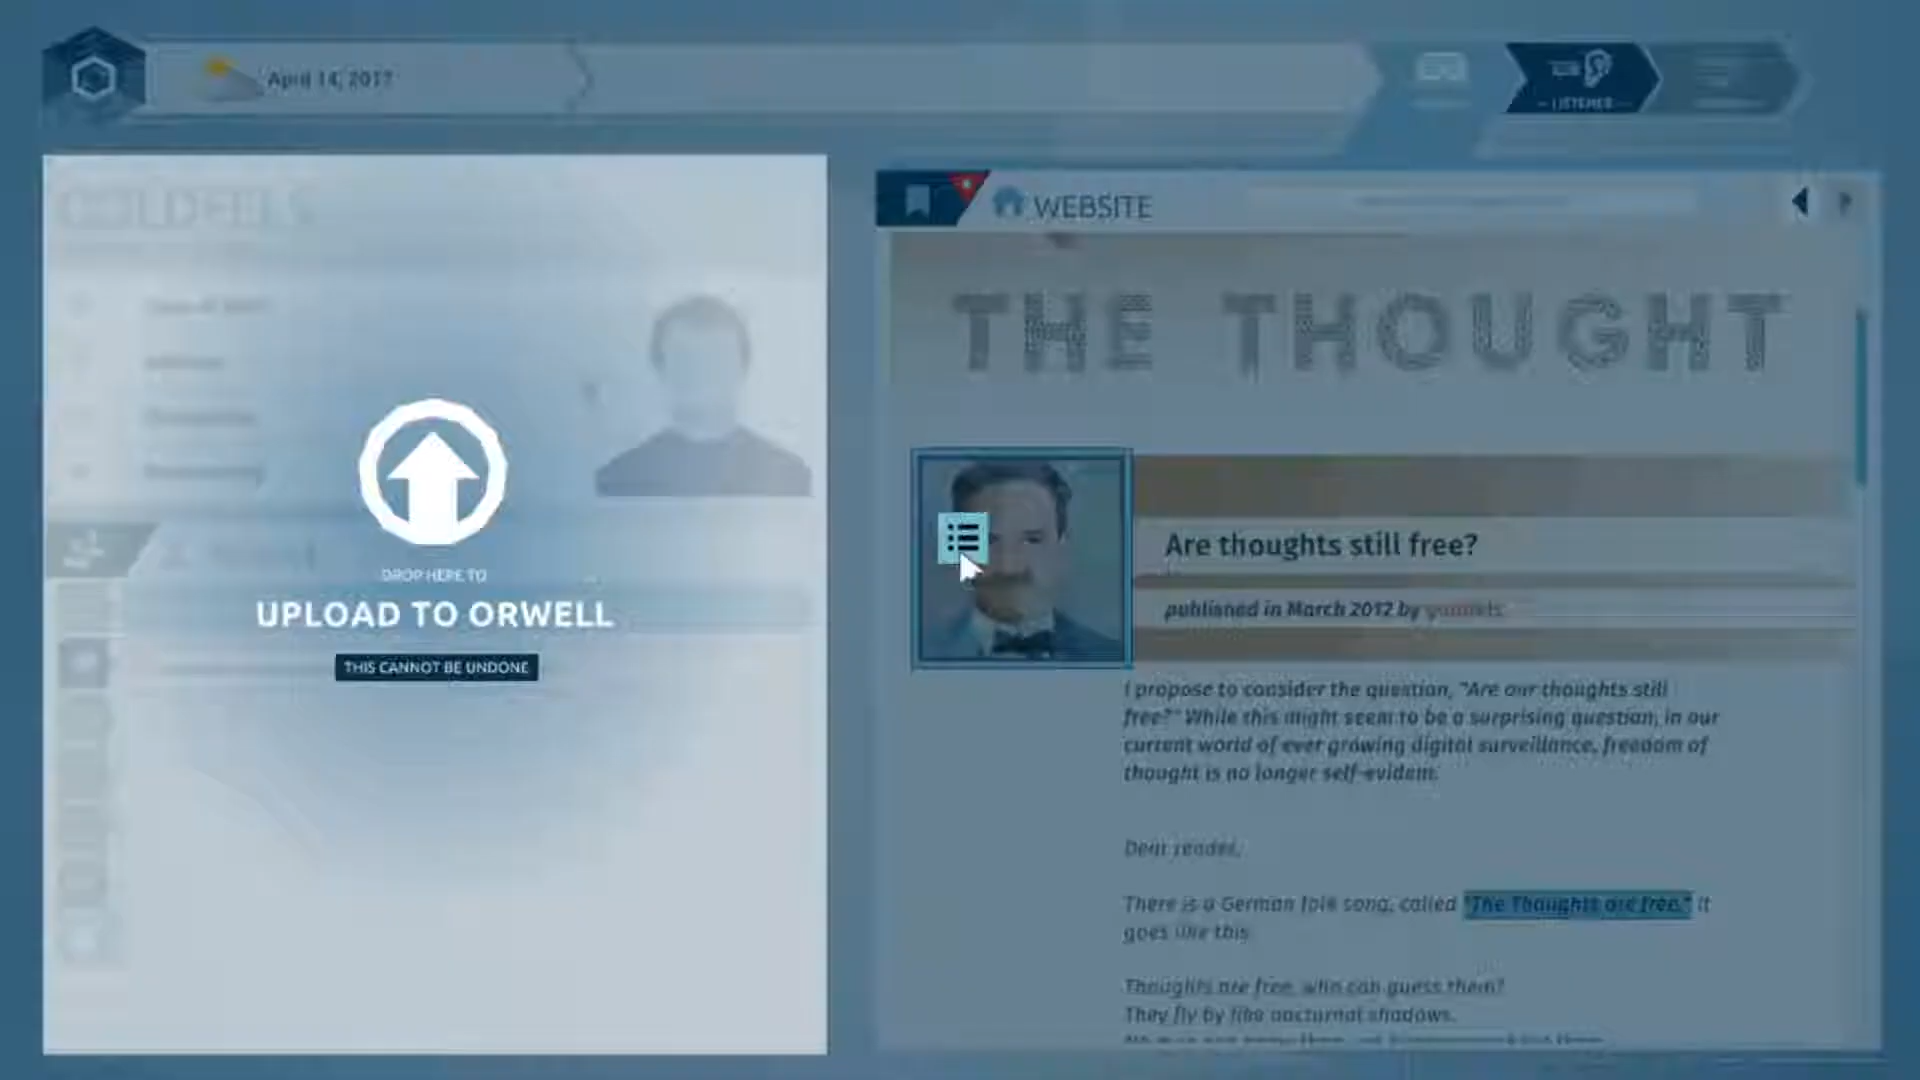 April 14, 2017
LISTENER
GOLDFELS
WEBSITE
THE THOUGHT
Are thoughts still free?
published in March 2012 by goldfels
DROP HERE TO
UPLOAD TO ORWELL
THIS CANNOT BE UNDONE
I propose to consider the question, "Are our thoughts still
free?" While this might seem to be a surprising question, in our
current world of ever growing digital surveillance, freedom of
thought is no longer self-evident.
Dear reader,
There is a German folk song, called "The Thoughts are free." It
goes like this
Thoughts are free, who can guess them?
They fly by like nocturnal shadows.